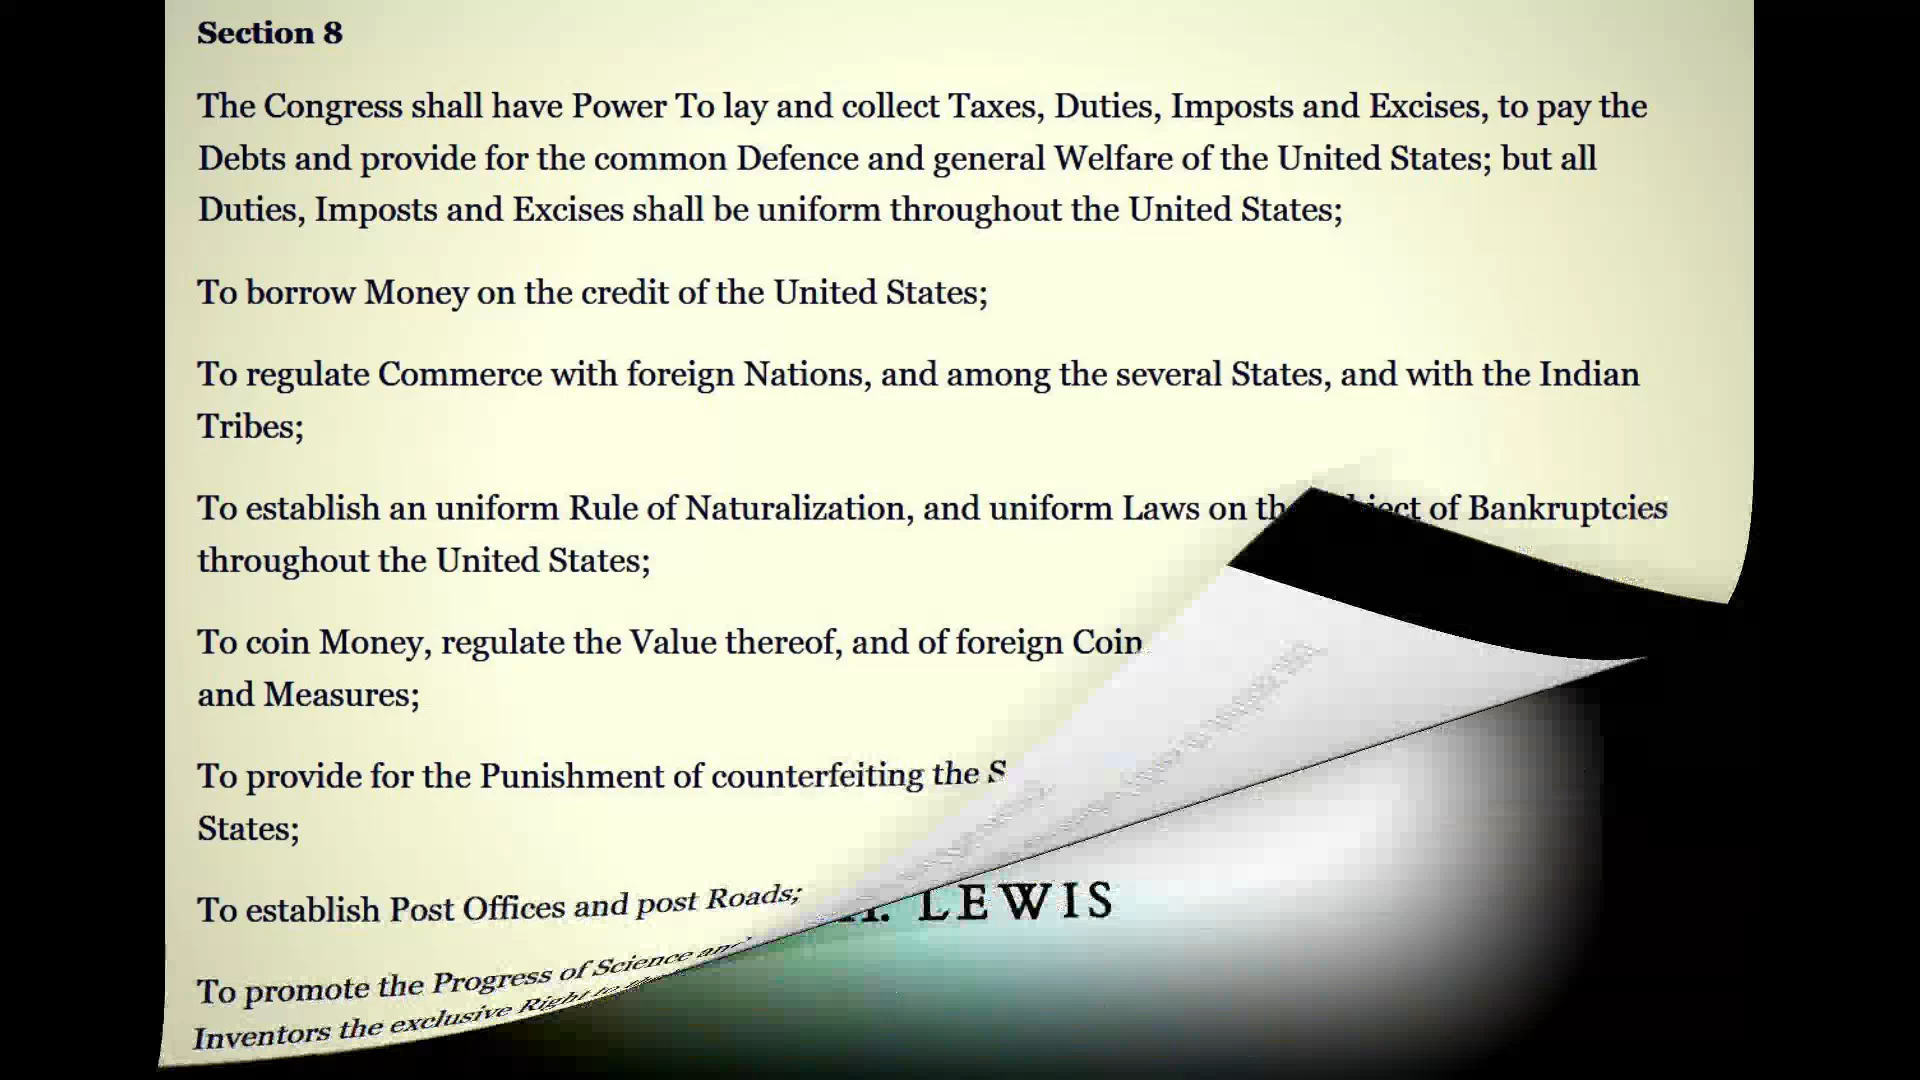 Section 8
The Congress shall have Power To lay and collect Taxes, Duties, Imposts and Excises, to pay the
Debts and provide for the common Defence and general Welfare of the United States; but all
Duties, Imposts and Excises shall be uniform throughout the United States;
To borrow Money on the credit of the United States;
To regulate Commerce with foreign Nations, and among the several States, and with the Indian
Tribes;
To establish an uniform Rule of Naturalization, and uniform Laws on of Bankruptcies
throughout the United States;
To coin Money, regulate the Value thereof, and of foreign Coin
and Measures;
To provide for the Punishment of counterfeiting the S
States;
To establish Post Offices and post Roads;
LEWIS
To promote the Progress of Science and
Inventors the exclusive Right to